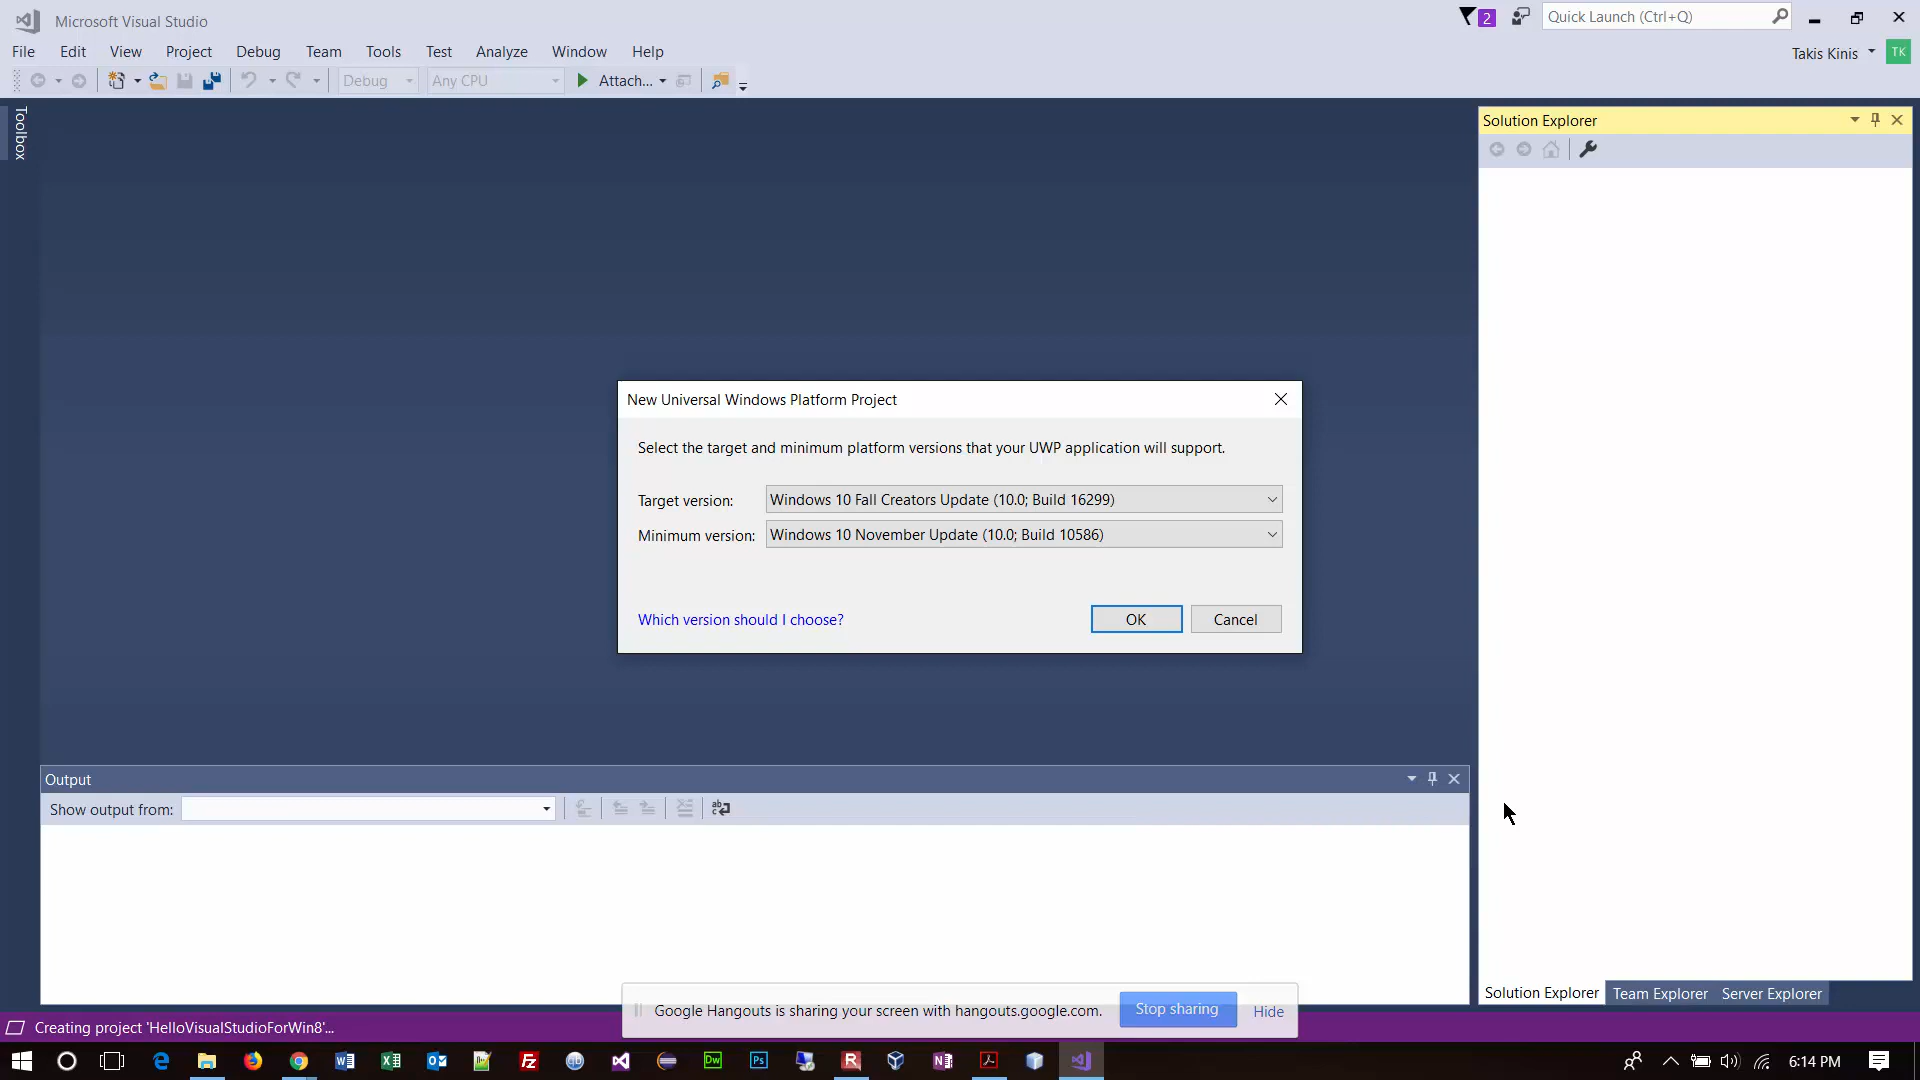 Microsoft Visual Studio
2
Quick Launch (Ctrl+Q)
File Edit View Project Debug Team Tools Test Analyze Window Help
Takis Kinis TK
Debug Any CPU Attach...
Toolbox
Solution Explorer
New Universal Windows Platform Project
Select the target and minimum platform versions that your UWP application will support.
Target version: Windows 10 Fall Creators Update (10.0; Build 16299)
Minimum version: Windows 10 November Update (10.0; Build 10586)
Which version should I choose? OK Cancel
Output
Show output from:
Solution Explorer Team Explorer Server Explorer
Google Hangouts is sharing your screen with hangouts.google.com. Stop sharing Hide
Creating project 'HelloVisualStudioForWin8'...
6:14 PM